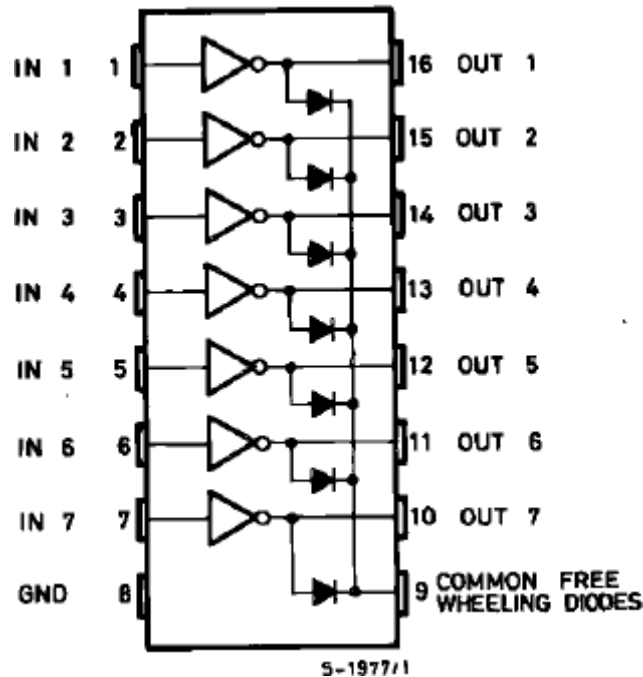 IN 1 1 16 OUT 1
IN 2 2 15 OUT 2
IN 3 3 14 OUT 3
IN 4 4 13 OUT 4
IN 5 5 12 OUT 5
IN 6 6 11 OUT 6
IN 7 7 10 OUT 7
GND 8 9 COMMON FREE
WHEELING DIODES
S-1977/1